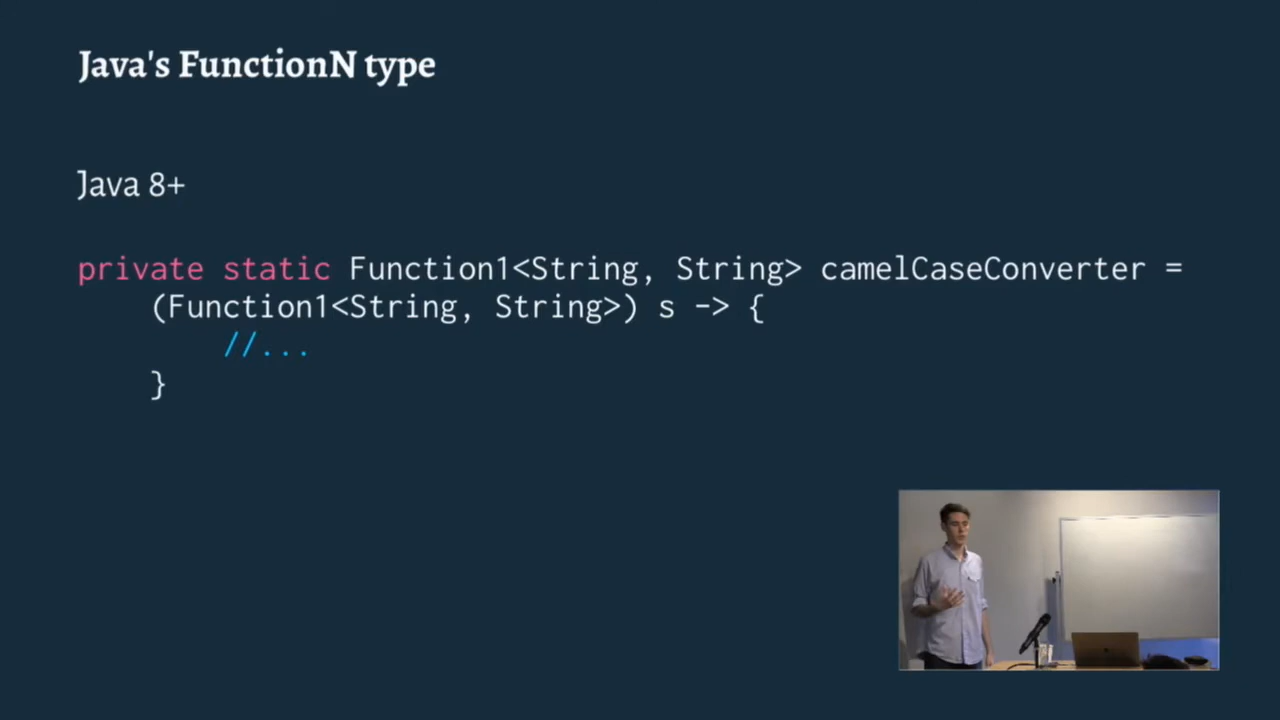 Java's FunctionN type
Java 8+
private static Function1<String, String> camelCaseConverter =
(Function1<String, String>) s -> {
//...
}